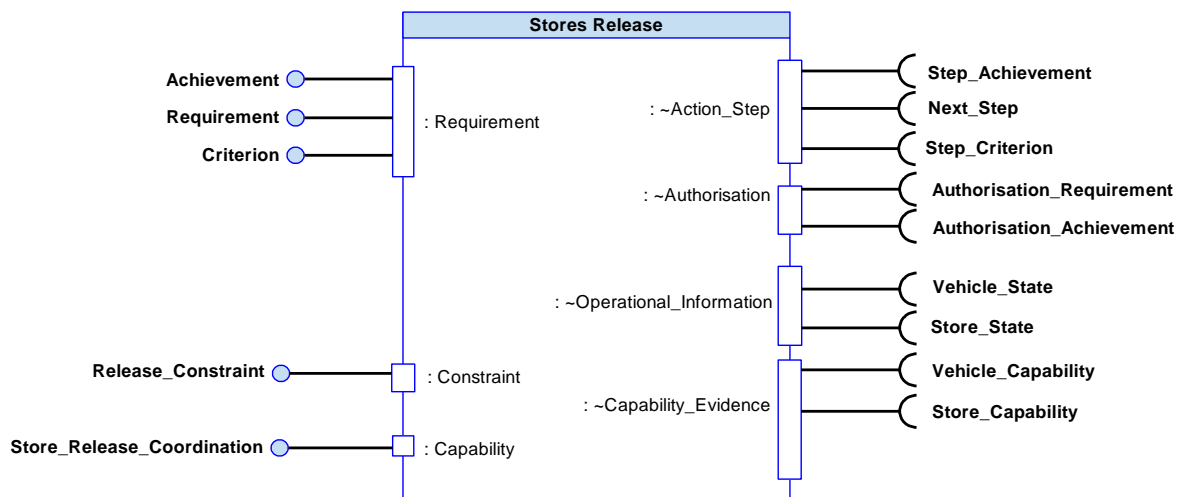 Stores Release
Achievement
Requirement
Criterion
: Requirement
Release_Constraint
: Constraint
Store_Release_Coordination
: Capability
: ~Action_Step
Step_Achievement
Next_Step
Step_Criterion
: ~Authorisation
Authorisation_Requirement
Authorisation_Achievement
: ~Operational_Information
Vehicle_State
Store_State
: ~Capability_Evidence
Vehicle_Capability
Store_Capability